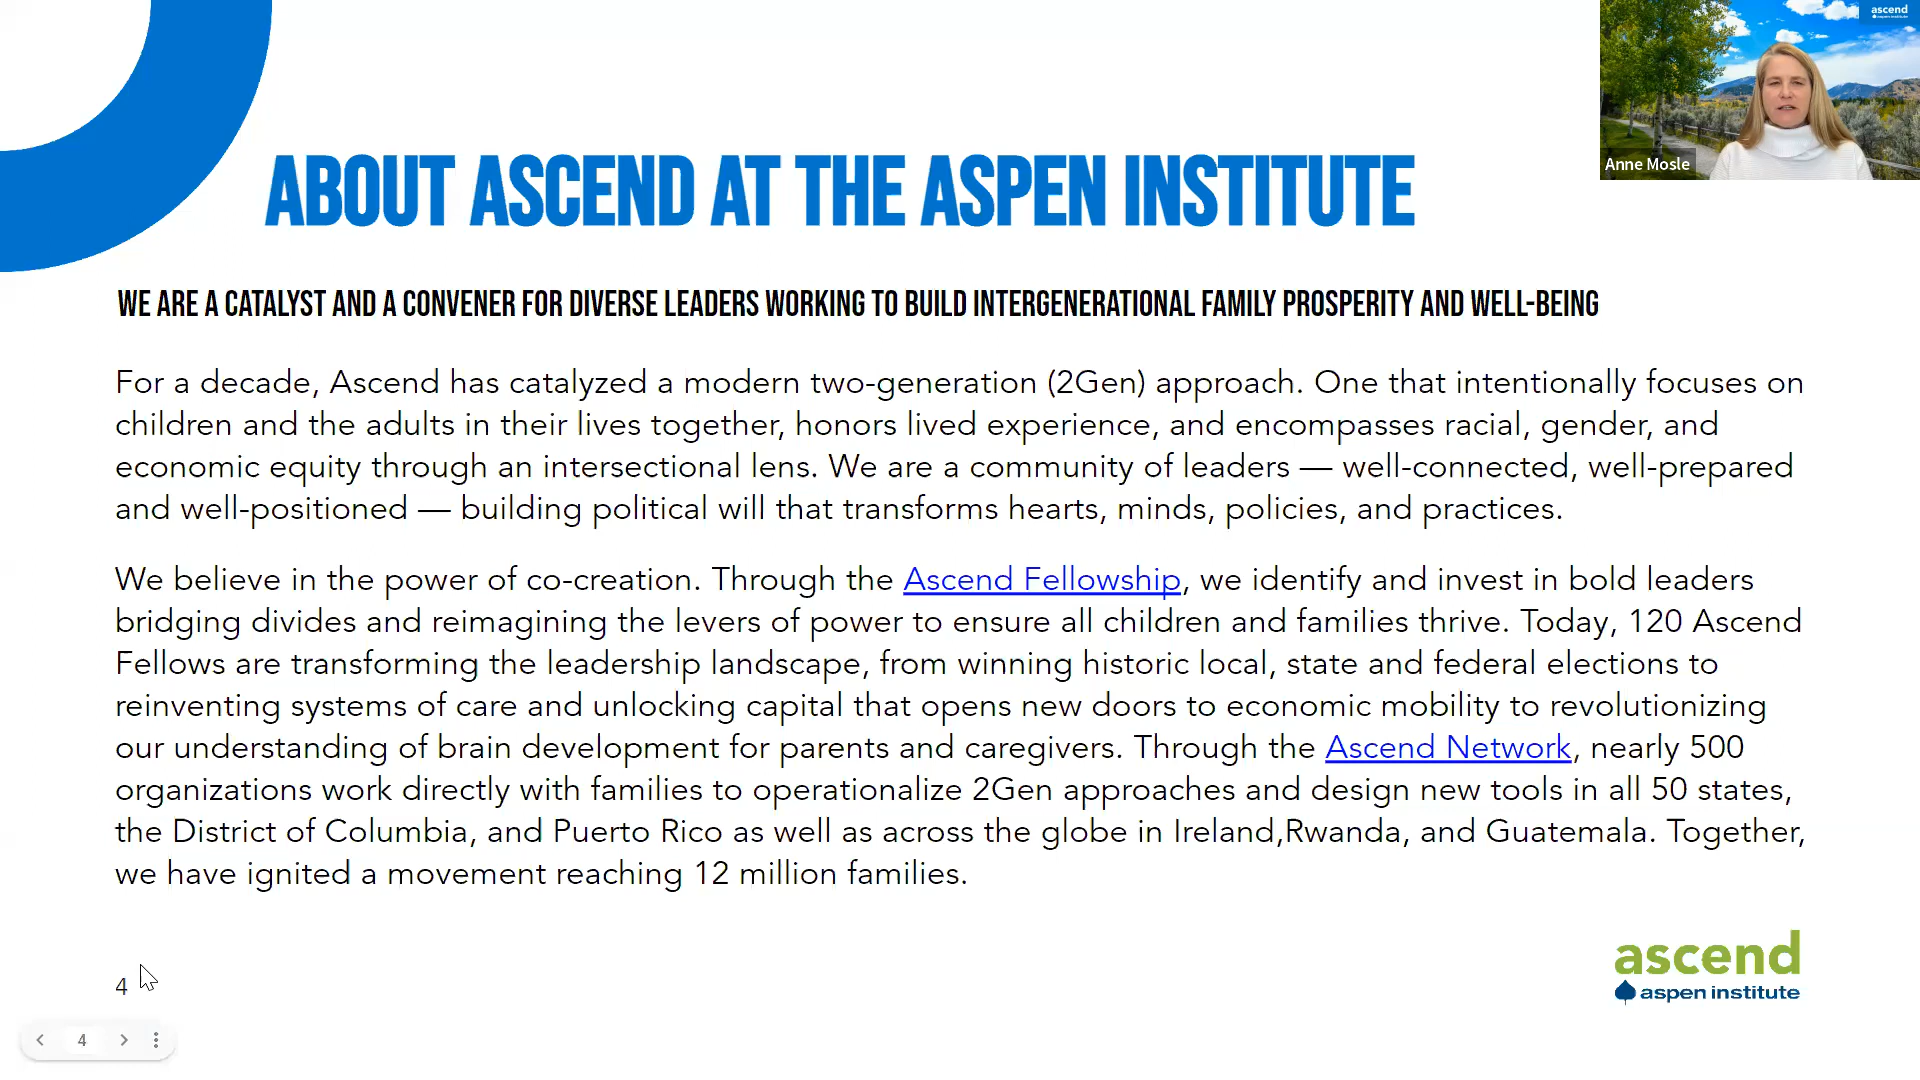 ascend
aspen institute
Anne Mosle
ABOUT ASCEND AT THE ASPEN INSTITUTE
WE ARE A CATALYST AND A CONVENER FOR DIVERSE LEADERS WORKING TO BUILD INTERGENERATIONAL FAMILY PROSPERITY AND WELL-BEING
For a decade, Ascend has catalyzed a modern two-generation (2Gen) approach. One that intentionally focuses on
children and the adults in their lives together, honors lived experience, and encompasses racial, gender, and
economic equity through an intersectional lens. We are a community of leaders — well-connected, well-prepared
and well-positioned — building political will that transforms hearts, minds, policies, and practices.
We believe in the power of co-creation. Through the Ascend Fellowship, we identify and invest in bold leaders
bridging divides and reimagining the levers of power to ensure all children and families thrive. Today, 120 Ascend
Fellows are transforming the leadership landscape, from winning historic local, state and federal elections to
reinventing systems of care and unlocking capital that opens new doors to economic mobility to revolutionizing
our understanding of brain development for parents and caregivers. Through the Ascend Network, nearly 500
organizations work directly with families to operationalize 2Gen approaches and design new tools in all 50 states,
the District of Columbia, and Puerto Rico as well as across the globe in Ireland,Rwanda, and Guatemala. Together,
we have ignited a movement reaching 12 million families.
ascend
aspen institute
4
4